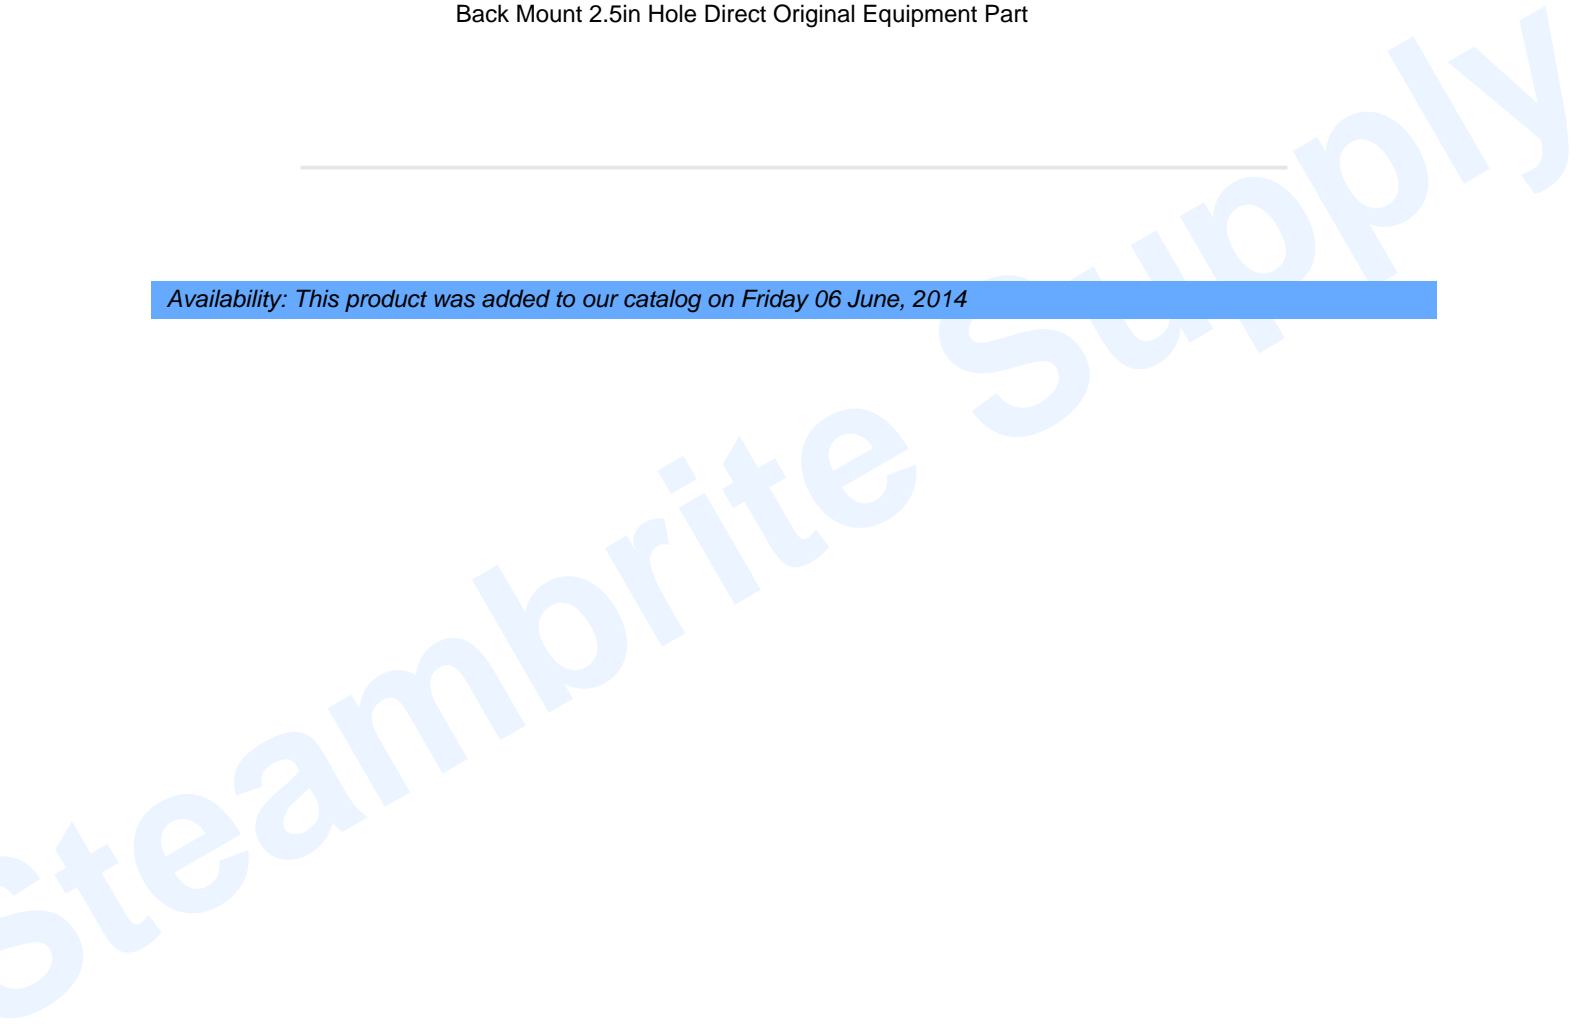 Back Mount 2.5in Hole Direct Original Equipment Part
Availability: This product was added to our catalog on Friday 06 June, 2014
Steambrite Supply